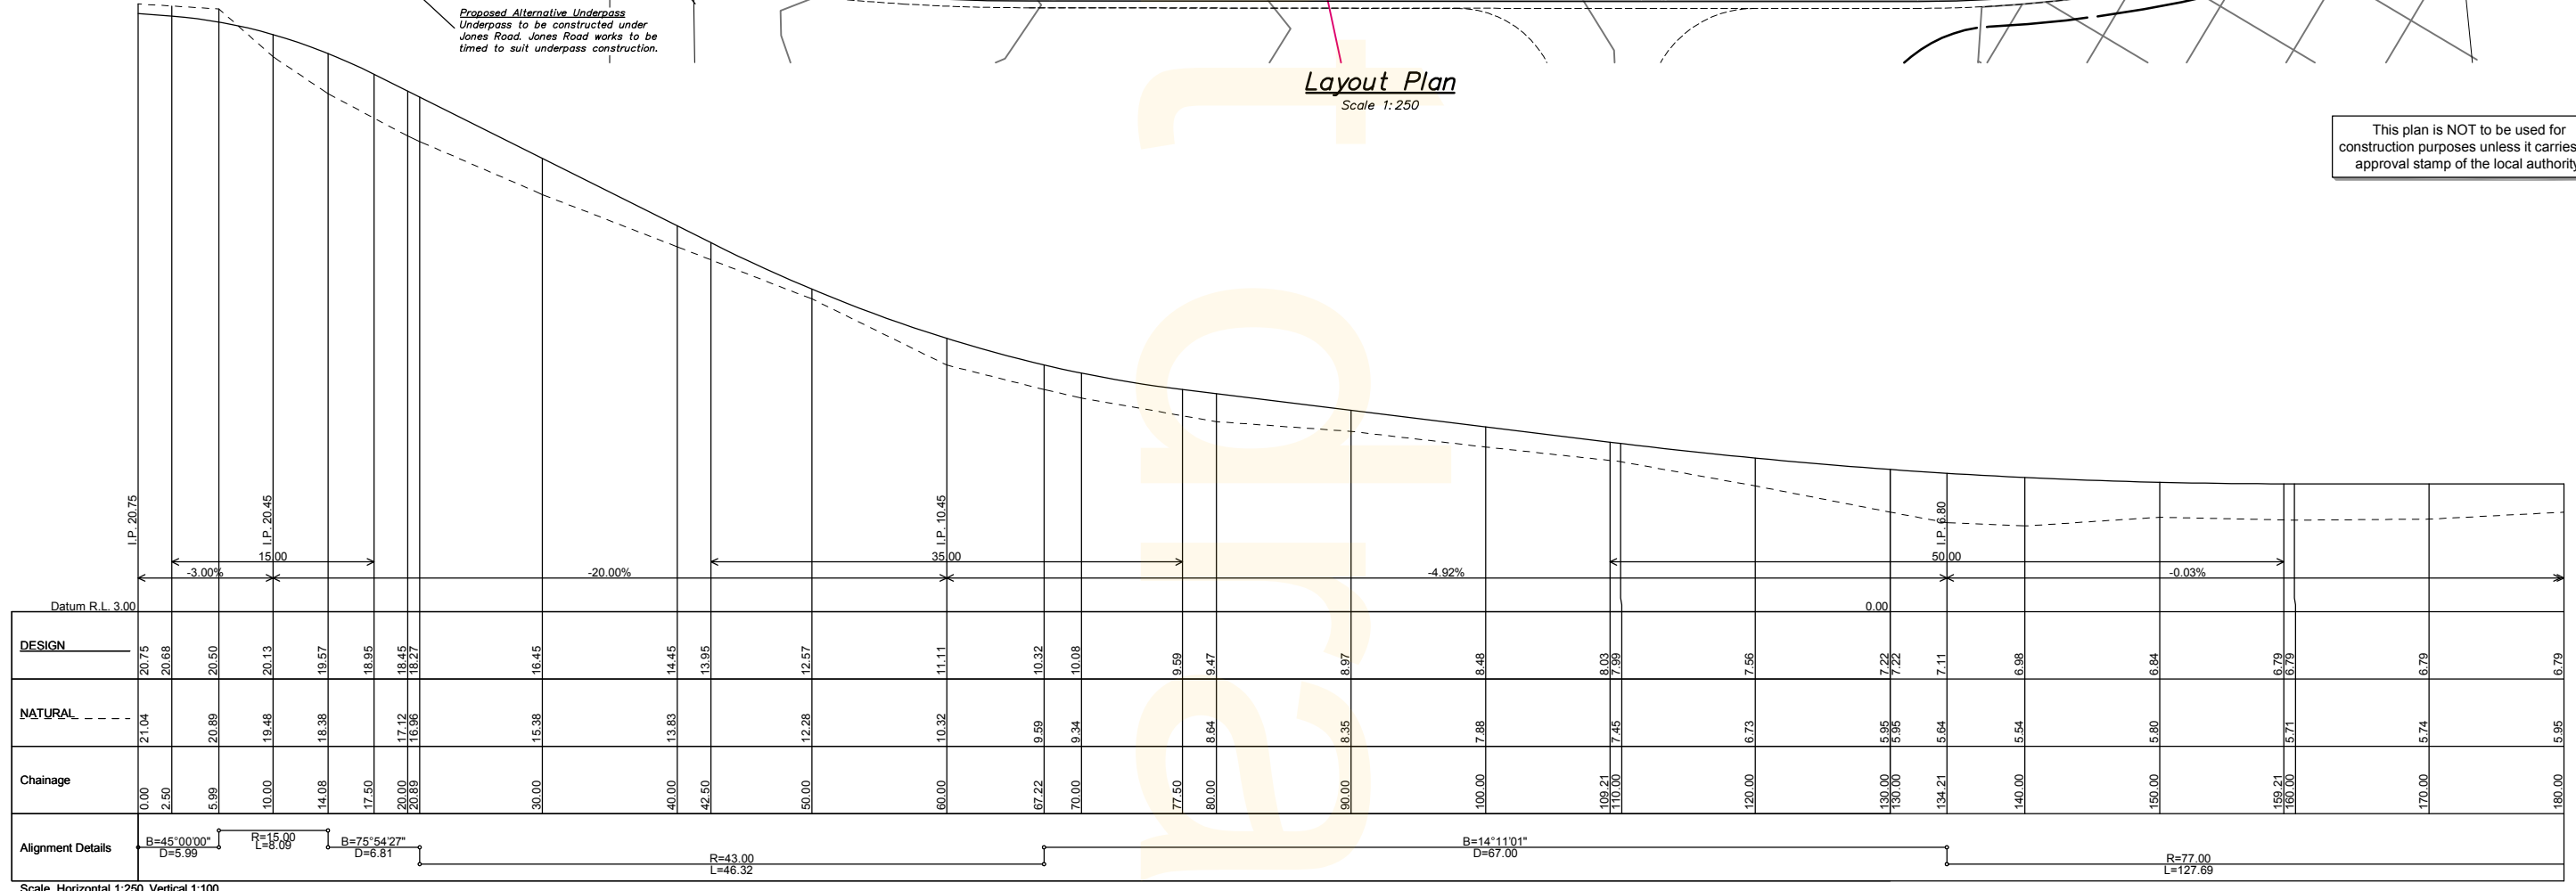 Proposed Alternative Underpass
Underpass to be constructed under
Jones Road. Jones Road works to be
timed to suit underpass construction.
Layout Plan
Scale 1:250
This plan is NOT to be used for
construction purposes unless it carries
approval stamp of the local authority
I.P. 20.75
I.P. 20.45
I.P. 10.45
I.P. 6.80
15.00
35.00
50.00
-3.00%
-20.00%
-4.92%
-0.03%
Datum R.L. 3.00
0.00
DESIGN 20.75 20.68 20.50 20.13 19.57 18.95 18.45 18.27 16.45 14.45 13.95 12.57 11.11 10.32 10.08 9.59 9.47 8.97 8.48 8.03 7.99 7.56 7.22 7.22 7.11 6.98 6.84 6.79 6.79 6.79 6.79
NATURAL 21.04 20.89 19.48 18.38 17.12 16.96 15.38 13.83 12.28 10.32 9.59 9.34 8.64 8.35 7.88 7.45 6.73 5.95 5.95 5.64 5.54 5.80 5.71 5.74 5.95
Chainage 0.00 2.50 5.99 10.00 14.08 17.50 20.00 20.89 30.00 40.00 42.50 50.00 60.00 67.22 70.00 77.50 80.00 90.00 100.00 109.21 110.00 120.00 130.00 130.00 134.21 140.00 150.00 159.21 160.00 170.00 180.00
Alignment Details
B=45°00'00"
D=5.99
R=15.00
L=8.09
B=75°54'27"
D=6.81
R=43.00
L=46.32
B=14°11'01"
D=67.00
R=77.00
L=127.69
Scale Horizontal 1:250 Vertical 1:100
t dra